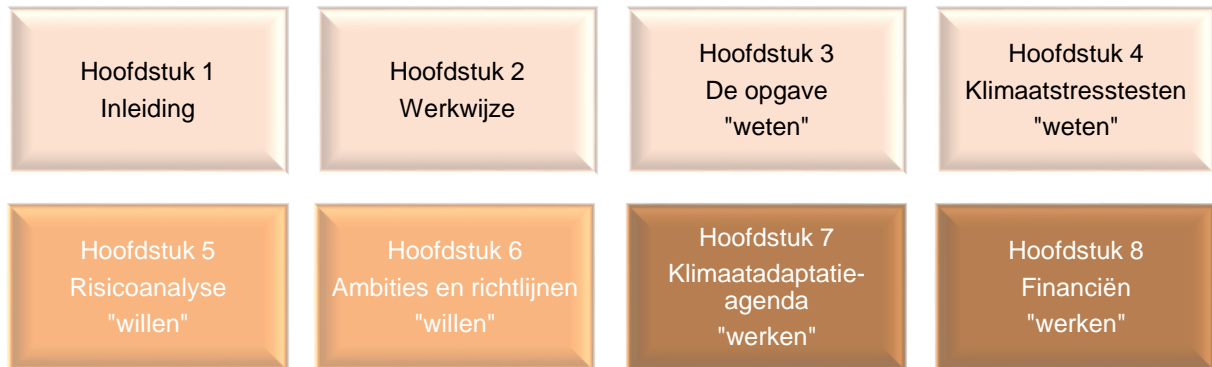 Hoofdstuk 1
Inleiding
Hoofdstuk 2
Werkwijze
Hoofdstuk 3
De opgave
"weten"
Hoofdstuk 4
Klimaatstresstesten
"weten"
Hoofdstuk 5
Risicoanalyse
"willen"
Hoofdstuk 6
Ambities en richtlijnen
"willen"
Hoofdstuk 7
Klimaatadaptatie-
agenda
"werken"
Hoofdstuk 8
Financiën
"werken"